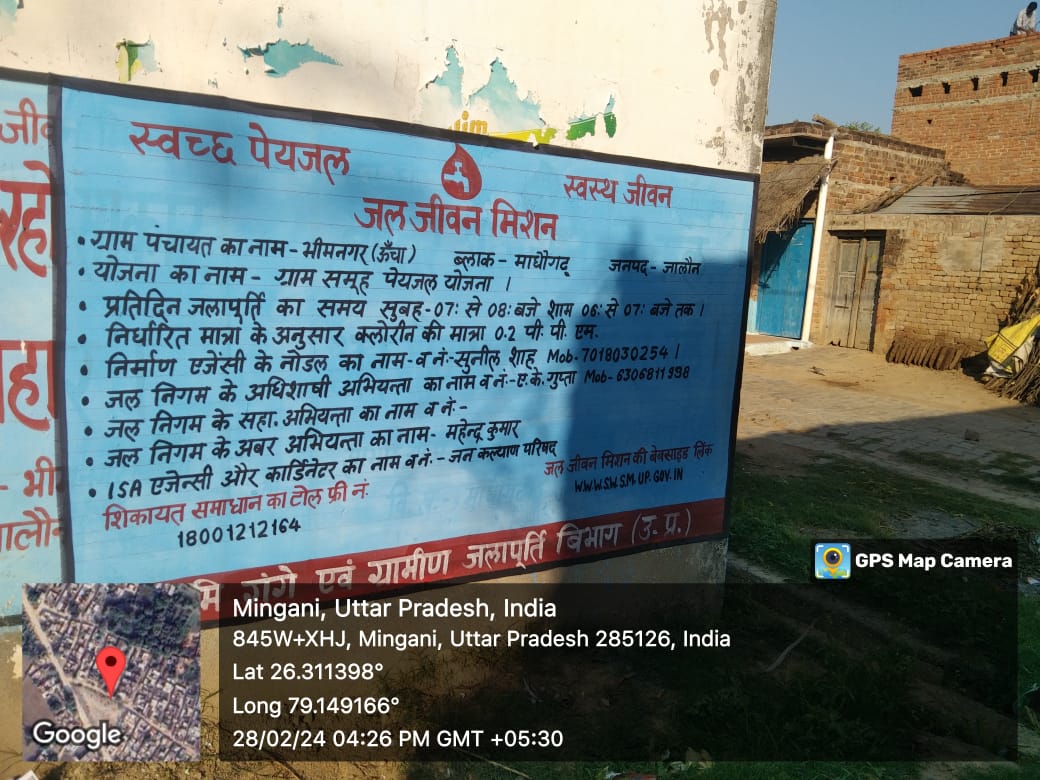 स्वच्छ पेयजल
स्वस्थ जीवन
जल जीवन मिशन
• ग्राम पंचायत का नाम - भीमनगर (ऊँचा) ब्लाक - माधोगढ़ जनपद - जालौन
• योजना का नाम - ग्राम समूह पेयजल योजना ।
• प्रतिदिन जलापूर्ति का समय सुबह - 07: से 08: बजे शाम 06: से 07: बजे तक ।
• निर्धारित मात्रा के अनुसार क्लोरीन की मात्रा 0.2 पी. पी. एम.
• निर्माण एजेंसी के नोडल का नाम - व नं:- सुनील शाह Mob- 7018030254 ।
• जल निगम के अधिशाषी अभियन्ता का नाम व नं:- ए. के. गुप्ता Mob- 6306811998
• जल निगम के सहा. अभियन्ता का नाम व नं:-
• जल निगम के अबर अभियन्ता का नाम - महेन्द्र कुमार
• ISA एजेन्सी और कार्डिनेटर का नाम व नं:- जन कल्याण परिषद्
जल जीवन मिशन की बेबसाइड लिंक
WWW.S.W.S.M.UP.GOV.IN
शिकायत समाधान का टोल फ्री नं.
18001212164
मि गंगे एवं ग्रामीण जलापूर्ति विभाग (उ. प्र.)
GPS Map Camera
Mingani, Uttar Pradesh, India
845W+XHJ, Mingani, Uttar Pradesh 285126, India
Lat 26.311398°
Long 79.149166°
28/02/24 04:26 PM GMT +05:30
Google